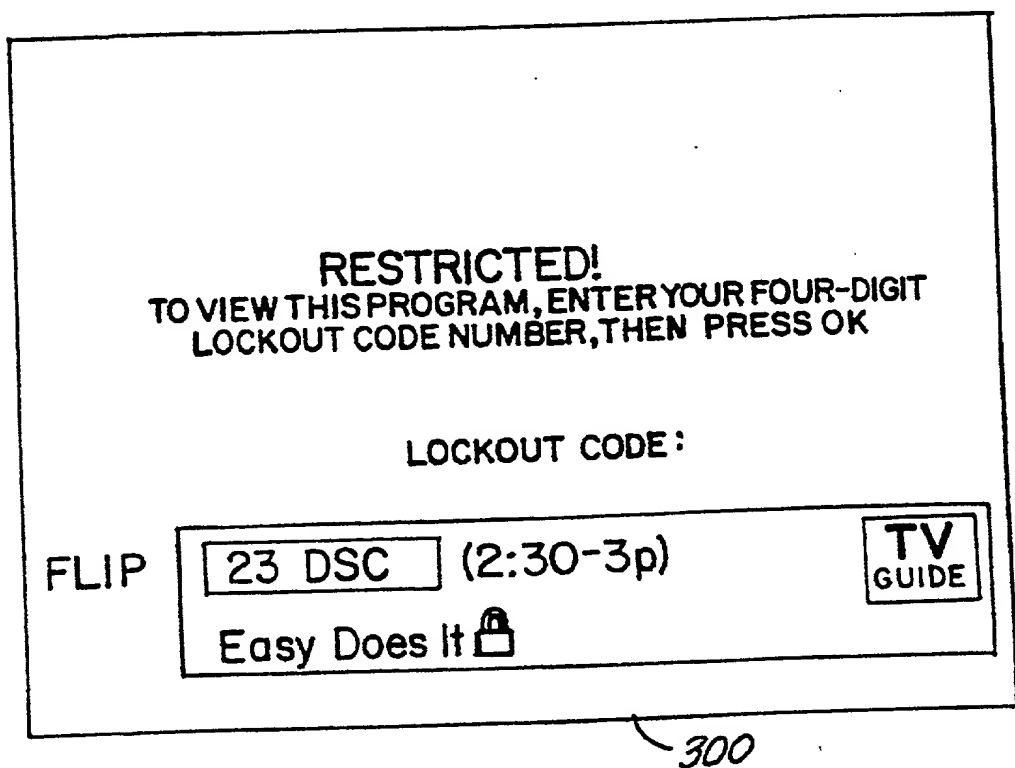 RESTRICTED!
TO VIEW THIS PROGRAM, ENTER YOUR FOUR-DIGIT
LOCKOUT CODE NUMBER, THEN PRESS OK
LOCKOUT CODE:
FLIP
23 DSC (2:30-3p)
TV
GUIDE
Easy Does It
300